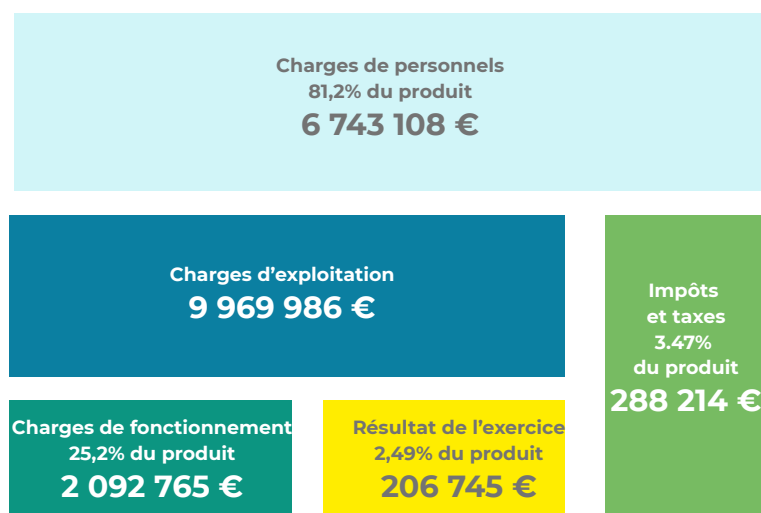 Charges de personnels
81,2% du produit
6 743 108 €
Charges d’exploitation
9 969 986 €
Impôts
et taxes
3.47%
du produit
288 214 €
Charges de fonctionnement
25,2% du produit
2 092 765 €
Résultat de l’exercice
2,49% du produit
206 745 €